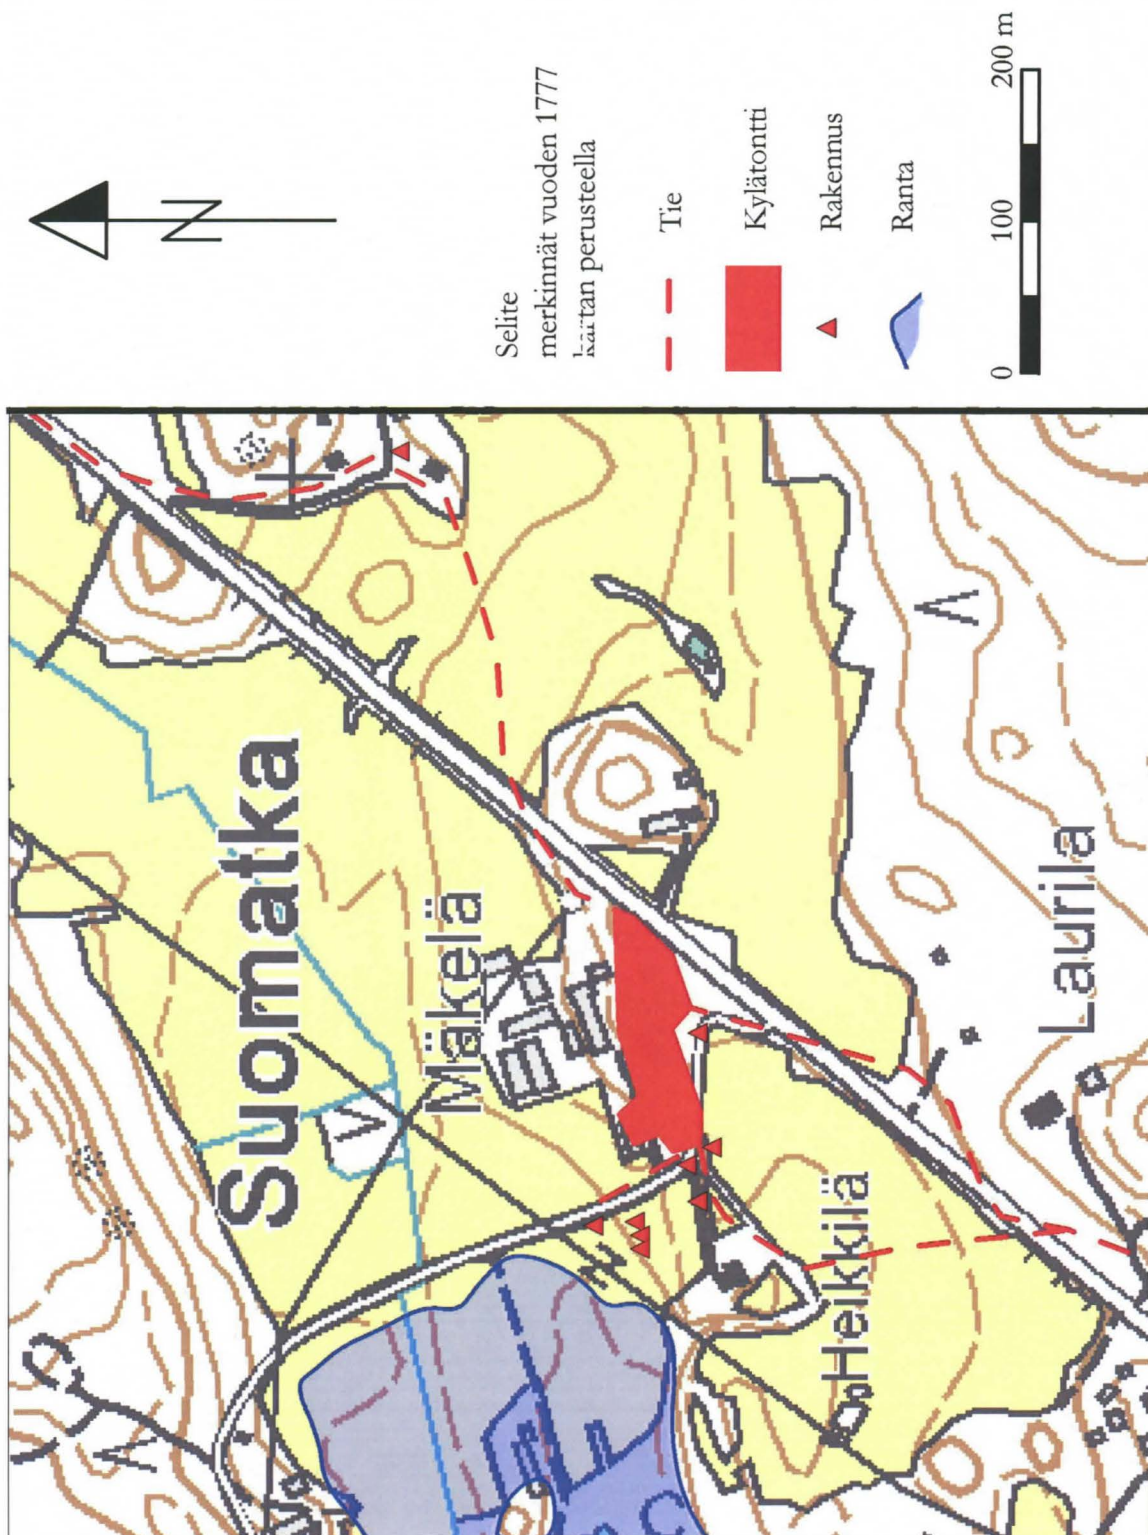 Suomatka
Mäkelä
Heikkilä
Laurila
N
Selite
merkinnät vuoden 1777
kartan perusteella
Tie
Kylätontti
Rakennus
Ranta
0 100 200 m